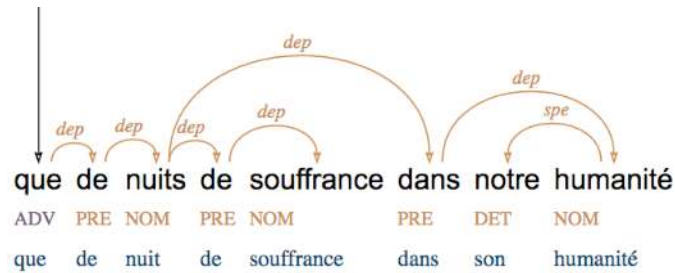 dep
dep dep
dep dep dep dep spe
que de nuits de souffrance dans notre humanité
ADV PRE NOM PRE NOM PRE DET NOM
que de nuit de souffrance dans son humanité